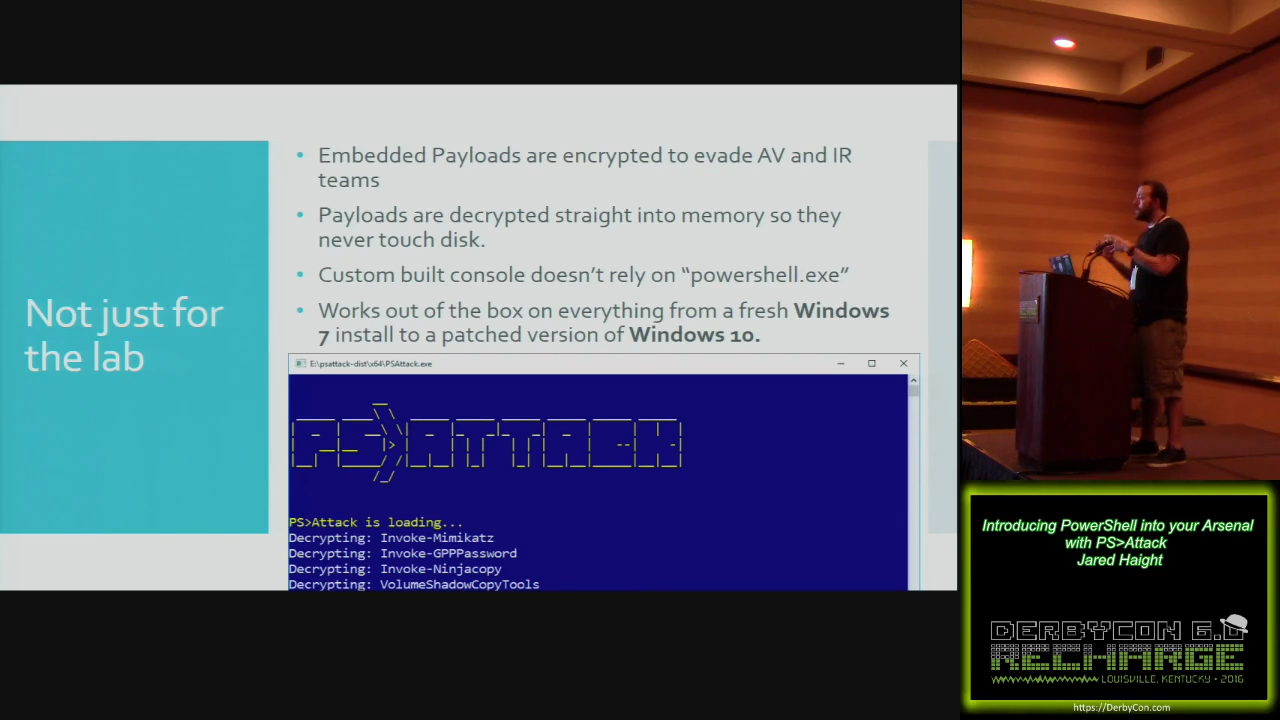 Not just for
the lab
• Embedded Payloads are encrypted to evade AV and IR
teams
• Payloads are decrypted straight into memory so they
never touch disk.
• Custom built console doesn't rely on “powershell.exe”
• Works out of the box on everything from a fresh Windows
7 install to a patched version of Windows 10.
E:\psattack-dist\x64\PSAttack.exe
PS>ATTACK
PS>Attack is loading...
Decrypting: Invoke-Mimikatz
Decrypting: Invoke-GPPPassword
Decrypting: Invoke-Ninjacopy
Decrypting: VolumeShadowCopyTools
Introducing PowerShell into your Arsenal
with PS>Attack
Jared Haight
DERBYCON 6.0
RECHARGE
LOUISVILLE, KENTUCKY • 2016
https://DerbyCon.com